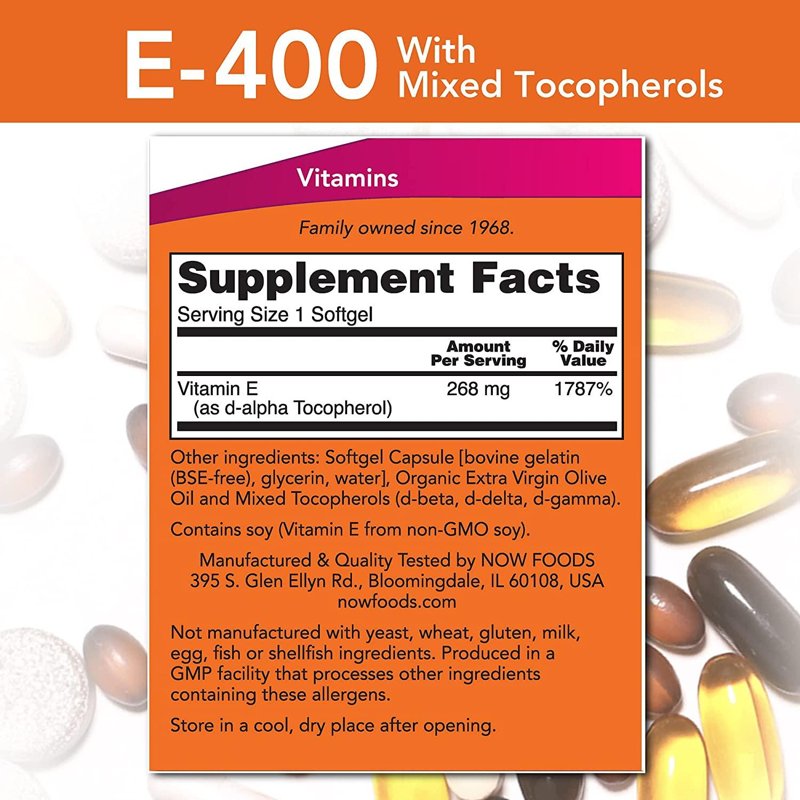 E-400 With
Mixed Tocopherols
Vitamins
Family owned since 1968.
Supplement Facts
Serving Size 1 Softgel
Amount Per Serving % Daily Value
Vitamin E 268 mg 1787%
(as d-alpha Tocopherol)
Other ingredients: Softgel Capsule [bovine gelatin
(BSE-free), glycerin, water], Organic Extra Virgin Olive
Oil and Mixed Tocopherols (d-beta, d-delta, d-gamma).
Contains soy (Vitamin E from non-GMO soy).
Manufactured & Quality Tested by NOW FOODS
395 S. Glen Ellyn Rd., Bloomingdale, IL 60108, USA
nowfoods.com
Not manufactured with yeast, wheat, gluten, milk,
egg, fish or shellfish ingredients. Produced in a
GMP facility that processes other ingredients
containing these allergens.
Store in a cool, dry place after opening.